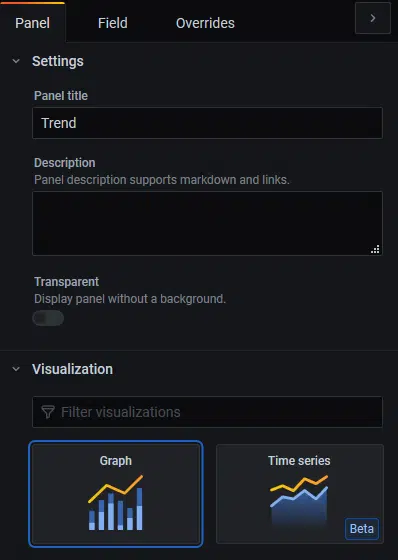 Panel Field Overrides
Settings
Panel title
Trend
Description
Panel description supports markdown and links.
Transparent
Display panel without a background.
Visualization
Filter visualizations
Graph Time series
Beta